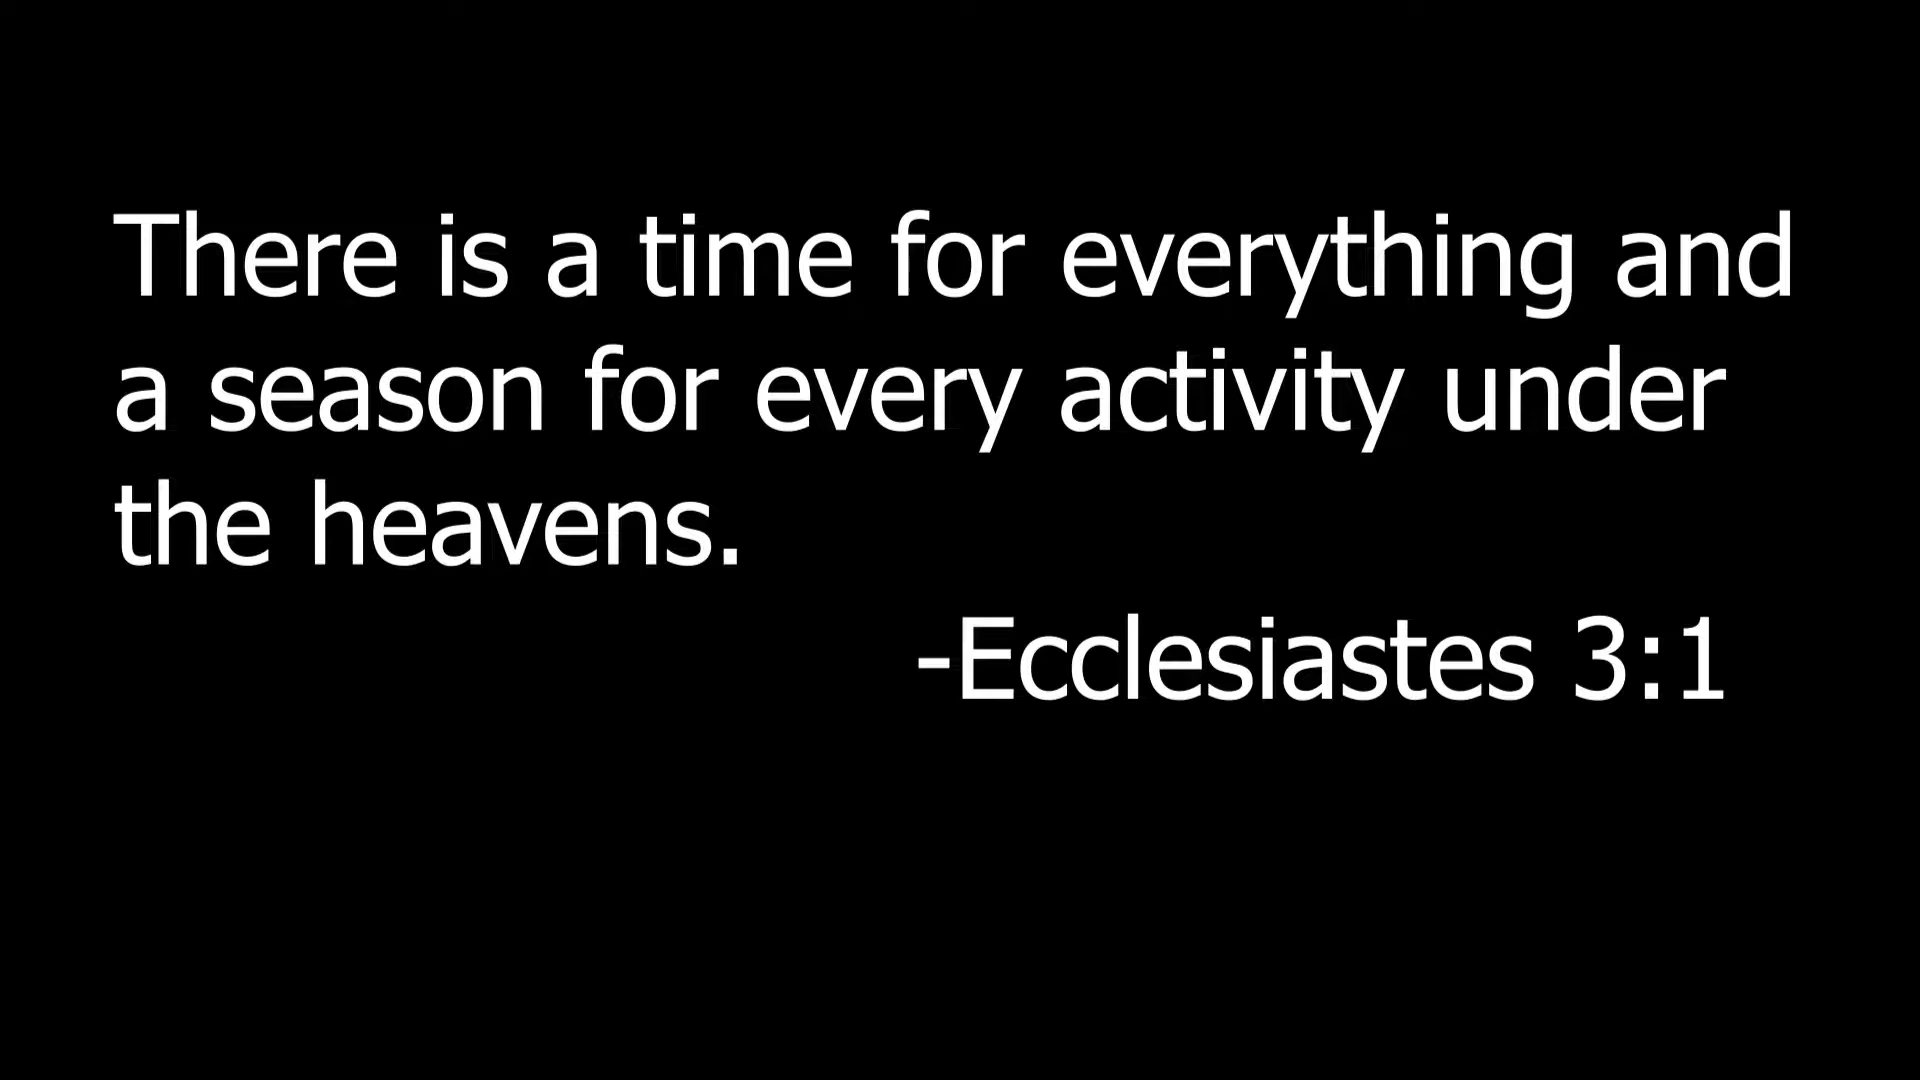 There is a time for everything and
a season for every activity under
the heavens.
-Ecclesiastes 3:1